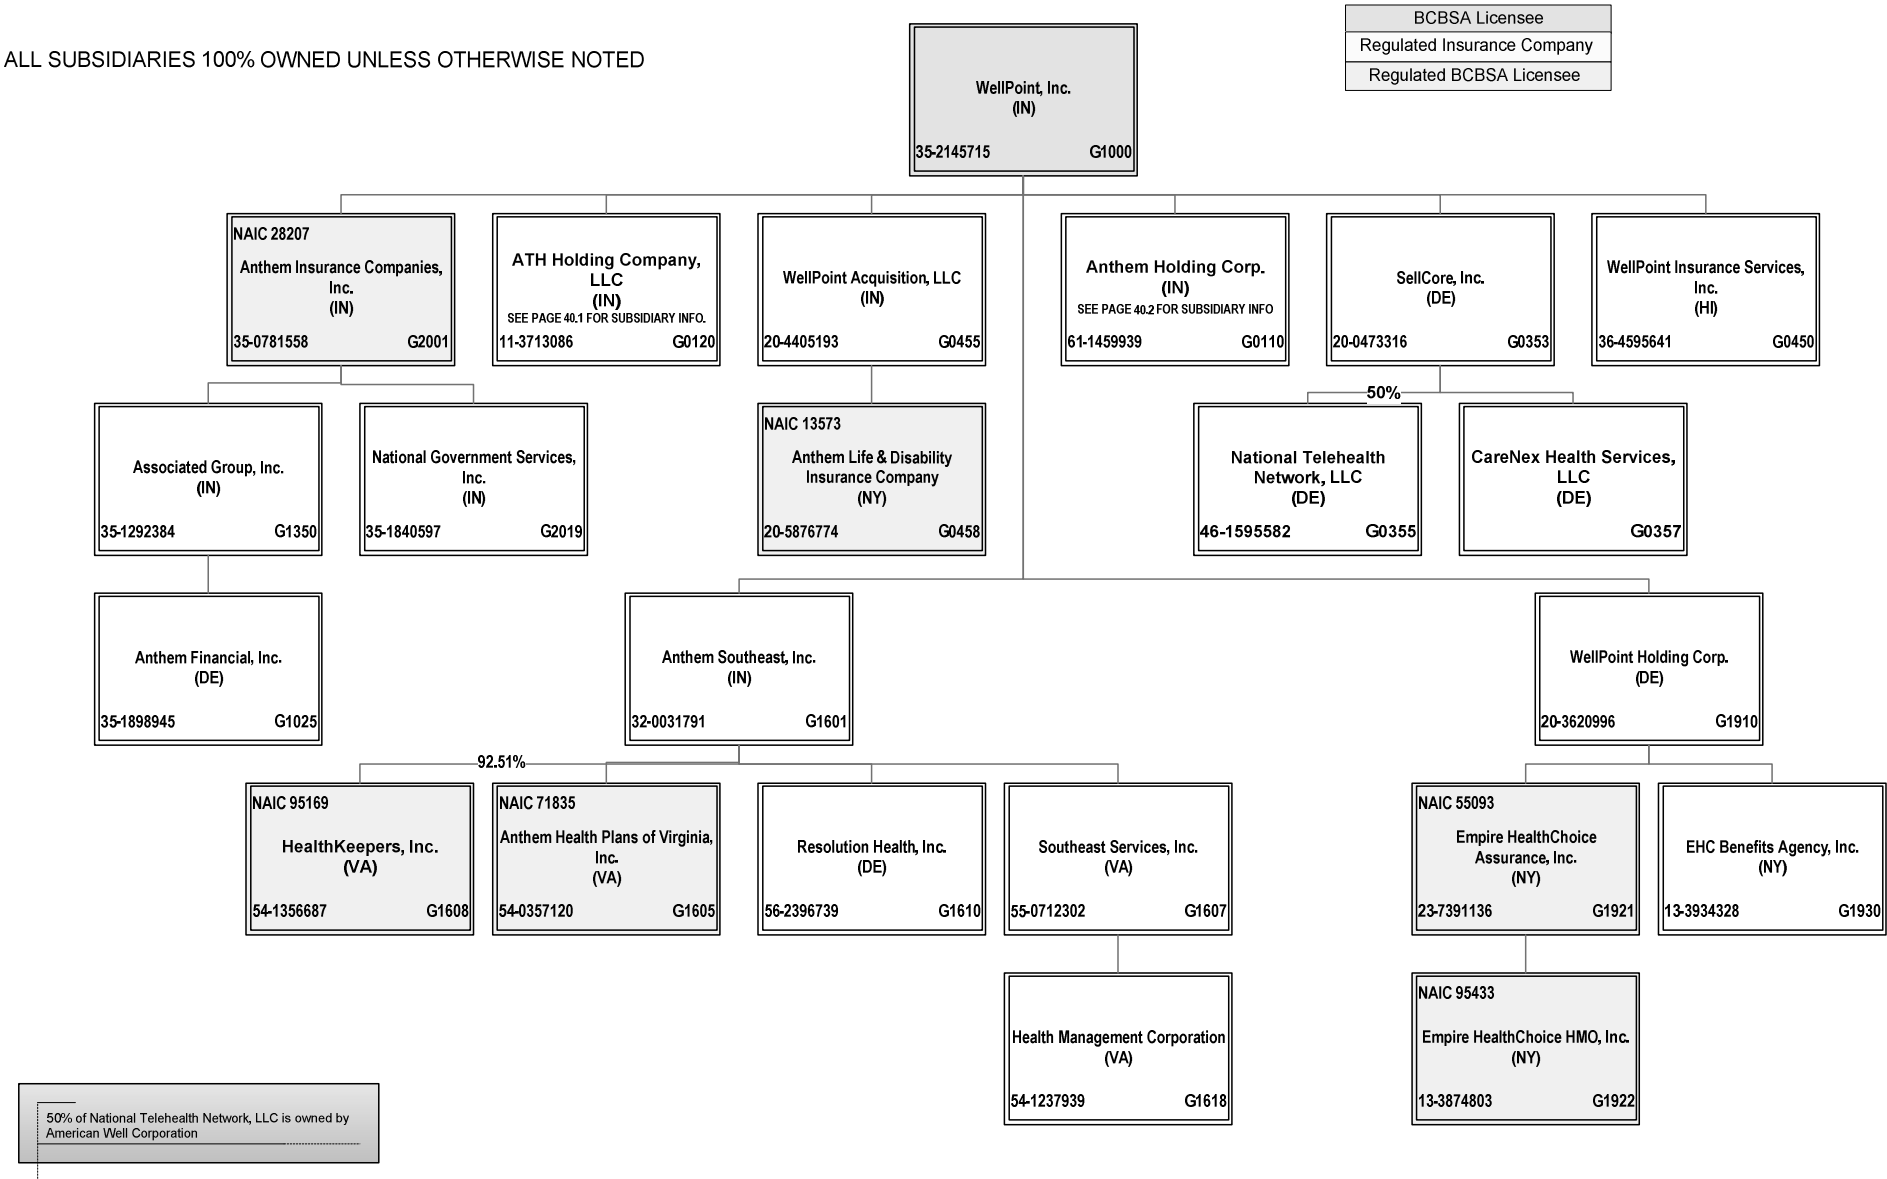 ALL SUBSIDIARIES 100% OWNED UNLESS OTHERWISE NOTED
BCBSA Licensee
Regulated Insurance Company
Regulated BCBSA Licensee
WellPoint, Inc.
(IN)
35-2145715 G1000
NAIC 28207
Anthem Insurance Companies,
Inc.
(IN)
35-0781558 G2001
ATH Holding Company,
LLC
(IN)
SEE PAGE 40.1 FOR SUBSIDIARY INFO.
11-3713086 G0120
WellPoint Acquisition, LLC
(IN)
20-4405193 G0455
Anthem Holding Corp.
(IN)
SEE PAGE 40.2 FOR SUBSIDIARY INFO
61-1459939 G0110
SellCore, Inc.
(DE)
20-0473316 G0353
WellPoint Insurance Services,
Inc.
(HI)
36-4595641 G0450
50%
Associated Group, Inc.
(IN)
35-1292384 G1350
National Government Services,
Inc.
(IN)
35-1840597 G2019
NAIC 13573
Anthem Life & Disability
Insurance Company
(NY)
20-5876774 G0458
National Telehealth
Network, LLC
(DE)
46-1595582 G0355
CareNex Health Services,
LLC
(DE)
G0357
Anthem Financial, Inc.
(DE)
35-1898945 G1025
Anthem Southeast, Inc.
(IN)
32-0031791 G1601
WellPoint Holding Corp.
(DE)
20-3620996 G1910
92.51%
NAIC 95169
HealthKeepers, Inc.
(VA)
54-1356687 G1608
NAIC 71835
Anthem Health Plans of Virginia,
Inc.
(VA)
54-0357120 G1605
Resolution Health, Inc.
(DE)
56-2396739 G1610
Southeast Services, Inc.
(VA)
55-0712302 G1607
NAIC 55093
Empire HealthChoice
Assurance, Inc.
(NY)
23-7391136 G1921
EHC Benefits Agency, Inc.
(NY)
13-3934328 G1930
Health Management Corporation
(VA)
54-1237939 G1618
NAIC 95433
Empire HealthChoice HMO, Inc.
(NY)
13-3874803 G1922
50% of National Telehealth Network, LLC is owned by
American Well Corporation